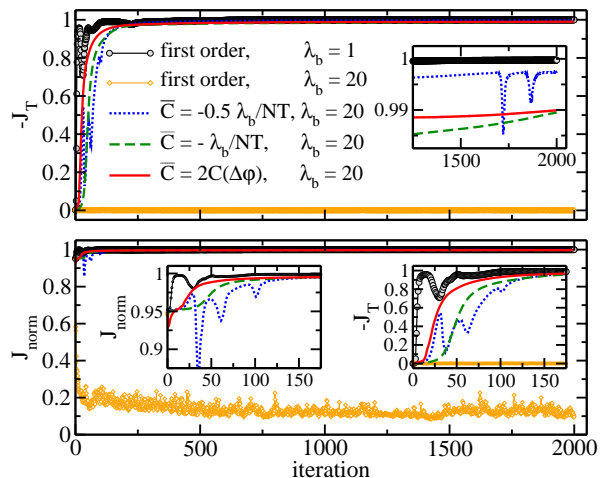 1
0.8
0.6
0.4
0.2
0
-J_T
first order, λ_b = 1
first order, λ_b = 20
C̅ = -0.5 λ_b/NT, λ_b = 20
C̅ = - λ_b/NT, λ_b = 20
C̅ = 2C(Δφ), λ_b = 20
1
0.99
1500 2000
1
0.8
0.6
0.4
0.2
0
J_norm
1
0.95
0.9
J_norm
0 50 100 150
1
0.8
0.6
0.4
0.2
0
-J_T
0 50 100 150
0 250 500 750 1000 1250 1500 1750 2000
iteration